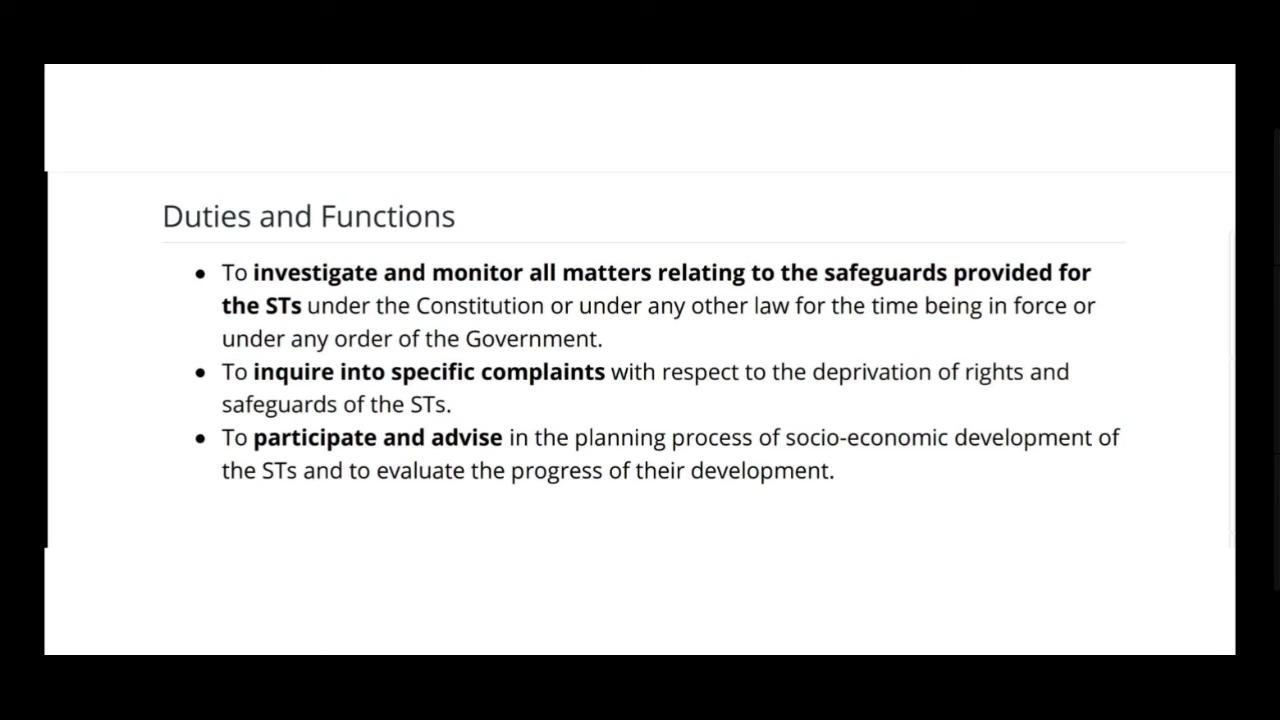 Duties and Functions
• To investigate and monitor all matters relating to the safeguards provided for
the STs under the Constitution or under any other law for the time being in force or
under any order of the Government.
• To inquire into specific complaints with respect to the deprivation of rights and
safeguards of the STs.
• To participate and advise in the planning process of socio-economic development of
the STs and to evaluate the progress of their development.